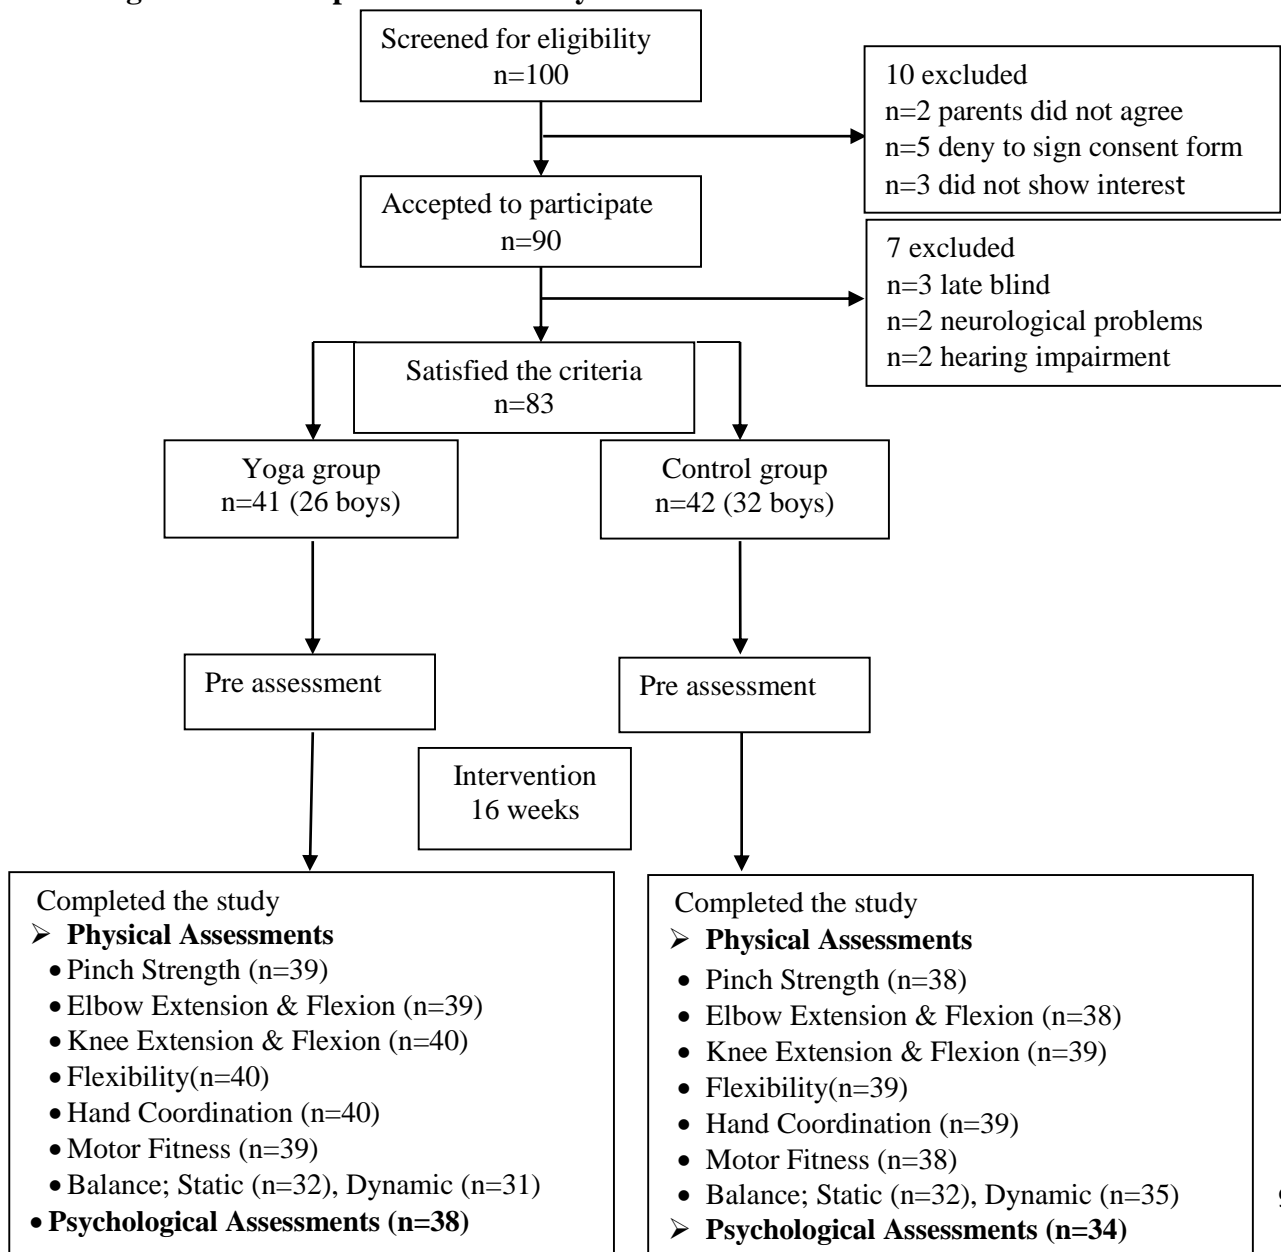 Screened for eligibility
n=100
10 excluded
n=2 parents did not agree
n=5 deny to sign consent form
n=3 did not show interest
Accepted to participate
n=90
7 excluded
n=3 late blind
n=2 neurological problems
n=2 hearing impairment
Satisfied the criteria
n=83
Yoga group
n=41 (26 boys)
Control group
n=42 (32 boys)
Pre assessment
Pre assessment
Intervention
16 weeks
Completed the study
➢ Physical Assessments
• Pinch Strength (n=39)
• Elbow Extension & Flexion (n=39)
• Knee Extension & Flexion (n=40)
• Flexibility(n=40)
• Hand Coordination (n=40)
• Motor Fitness (n=39)
• Balance; Static (n=32), Dynamic (n=31)
• Psychological Assessments (n=38)
Completed the study
➢ Physical Assessments
• Pinch Strength (n=38)
• Elbow Extension & Flexion (n=38)
• Knee Extension & Flexion (n=39)
• Flexibility(n=39)
• Hand Coordination (n=39)
• Motor Fitness (n=38)
• Balance; Static (n=32), Dynamic (n=35)
➢ Psychological Assessments (n=34)